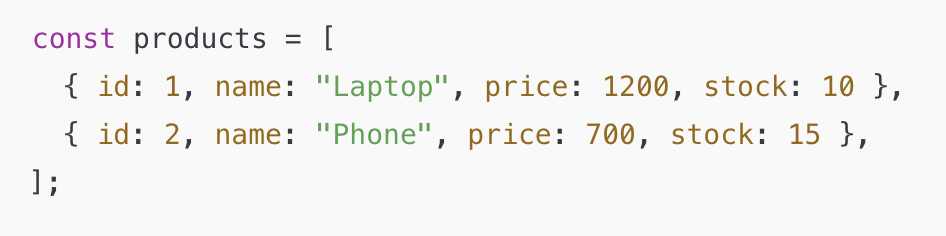 const products = [
  { id: 1, name: "Laptop", price: 1200, stock: 10 },
  { id: 2, name: "Phone", price: 700, stock: 15 },
];